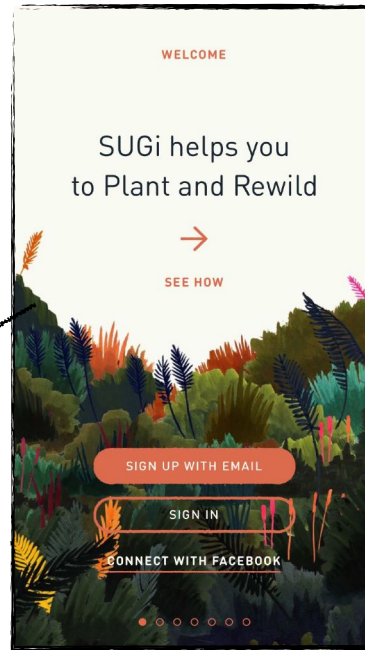 WELCOME
SUGi helps you
to Plant and Rewild
SEE HOW
SIGN UP WITH EMAIL
SIGN IN
CONNECT WITH FACEBOOK